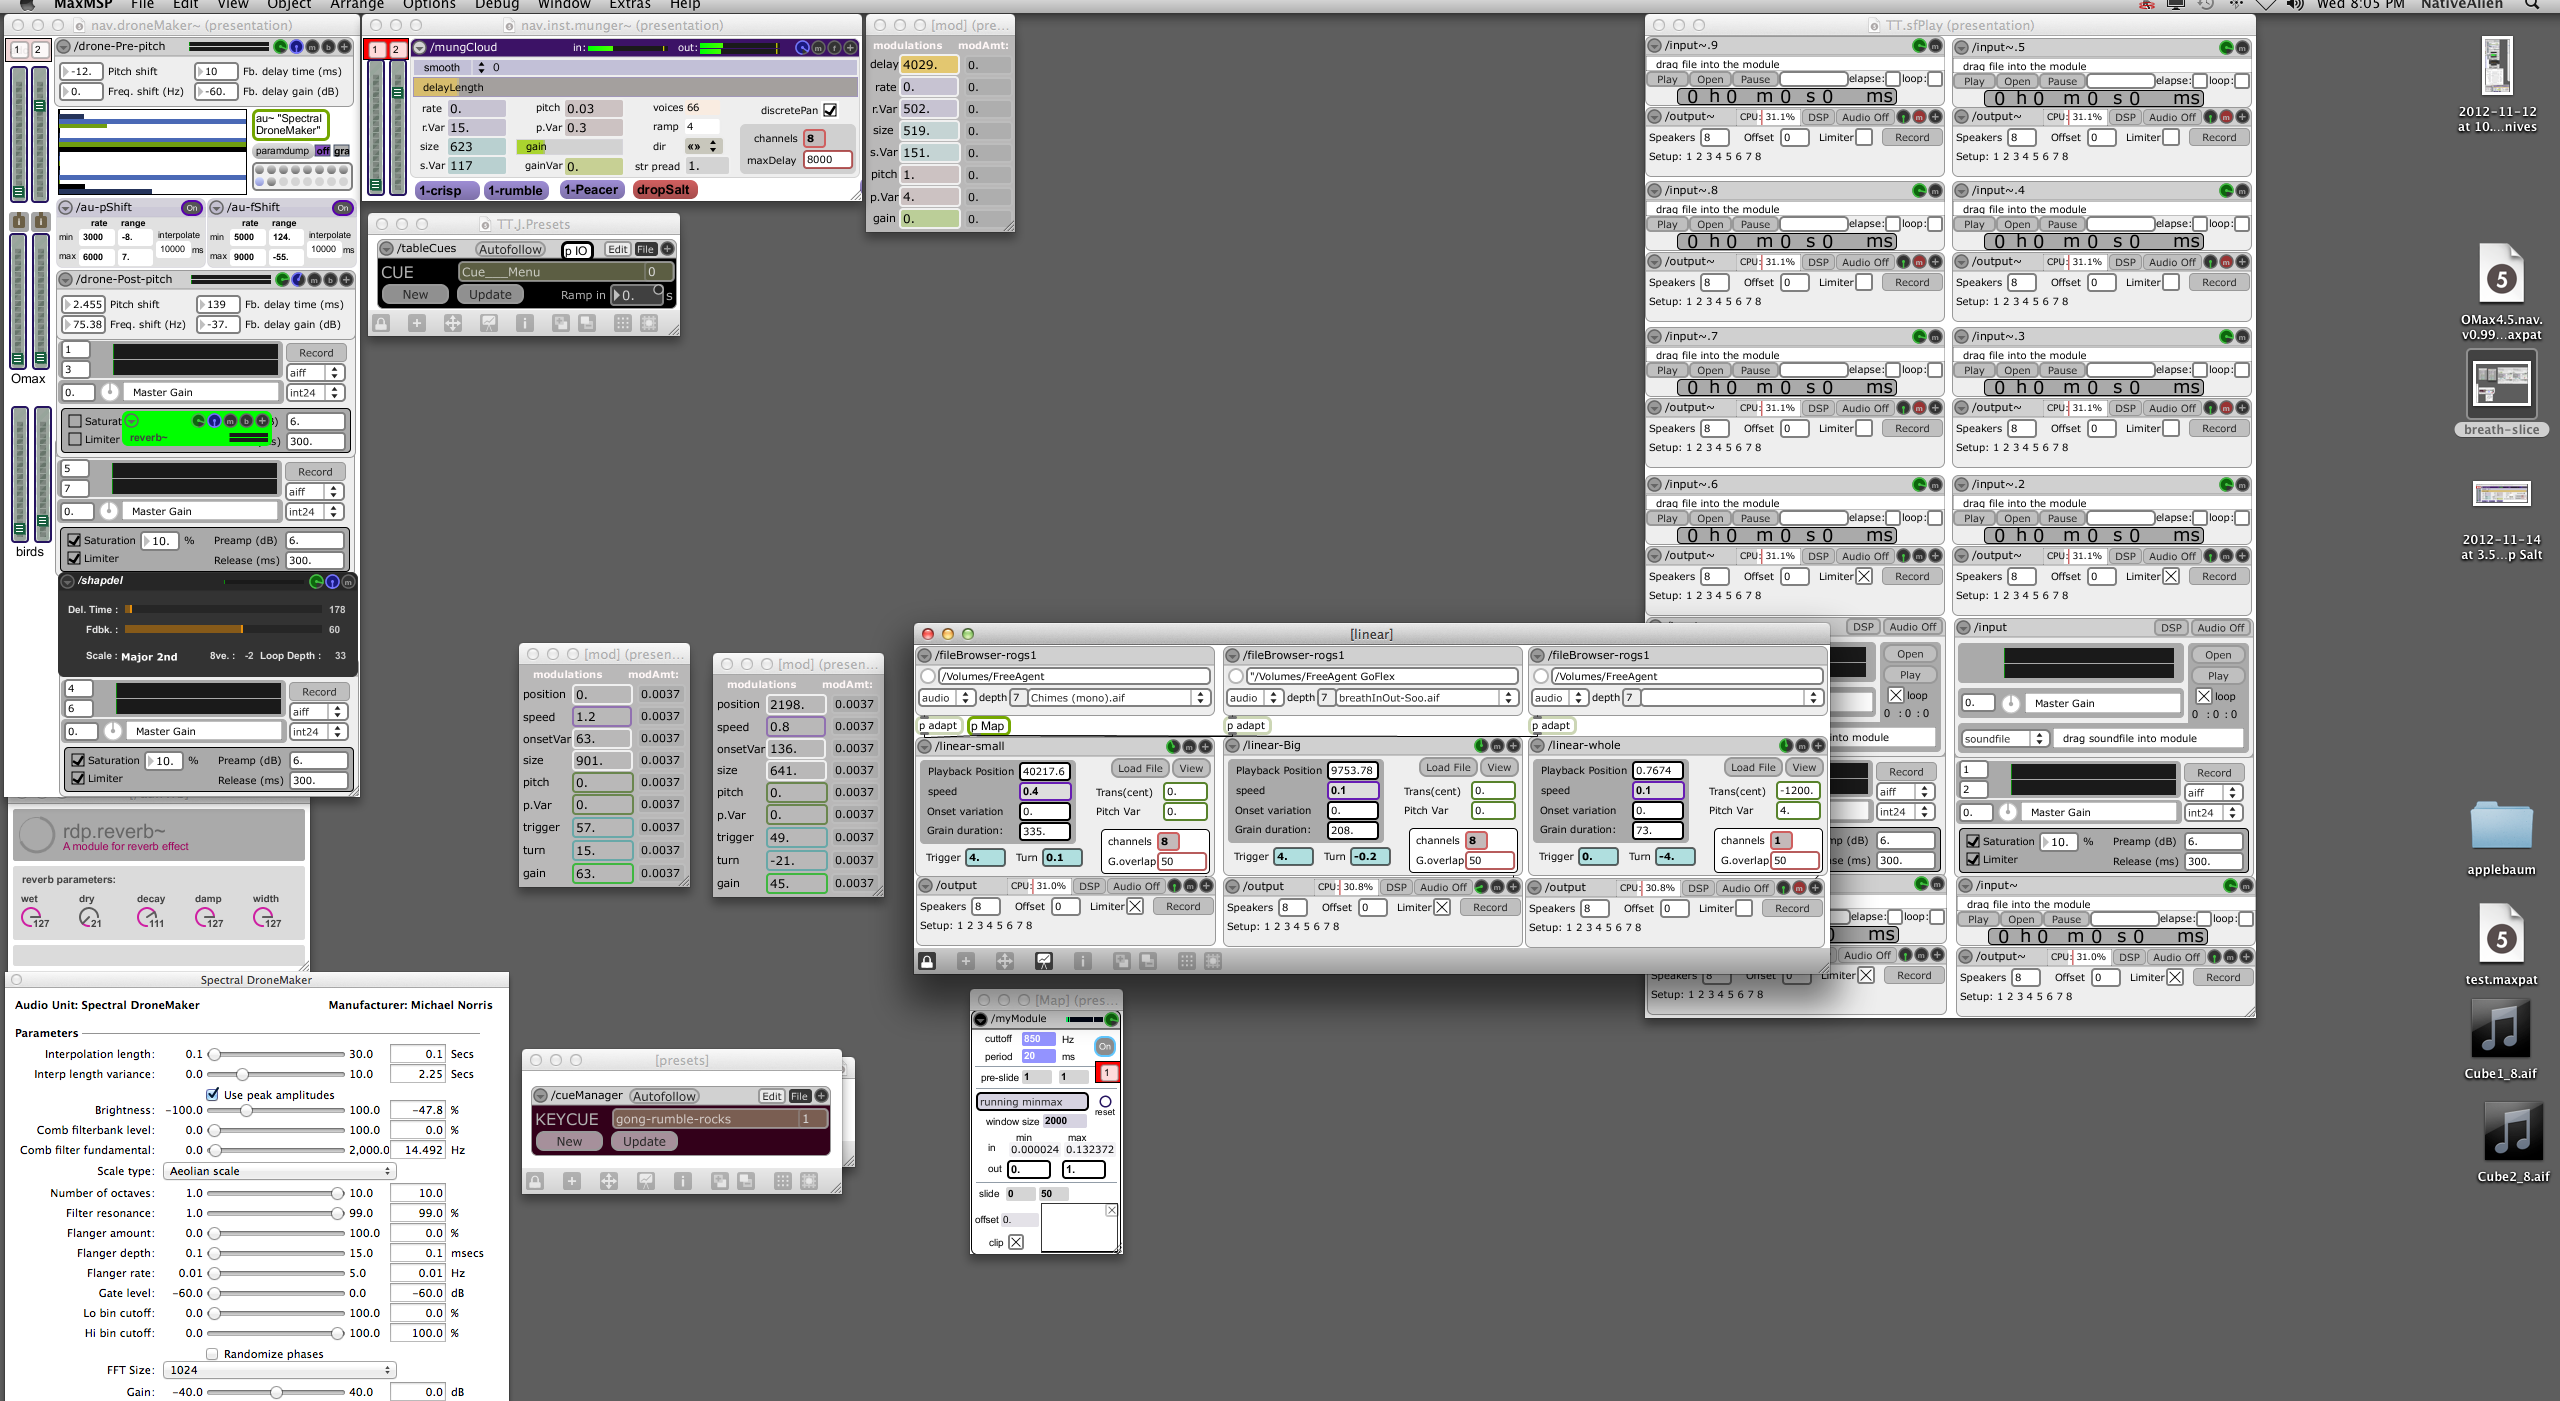 MaxMSP File Edit View Object Arrange Options Debug Window Extras Help
Wed 8:05 PM NativeAlien
nav.droneMaker~ (presentation)
1 2 /drone-Pre-pitch
-12. Pitch shift 10 Fb. delay time (ms)
0. Freq. shift (Hz) -60. Fb. delay gain (dB)
au~ "Spectral
DroneMaker"
paramdump off gra
/au-pShift On /au-fShift On
rate range rate range
min 3000 -8. interpolate min 5000 124. interpolate
10000 ms 10000 ms
max 6000 7. max 9000 -55.
/drone-Post-pitch
2.455 Pitch shift 139 Fb. delay time (ms)
75.38 Freq. shift (Hz) -37. Fb. delay gain (dB)
1 Record
3 aiff
Omax
0. Master Gain int24
Saturat 6.
Limiter reverb~ 300.
5 Record
7 aiff
0. Master Gain int24
Saturation 10. % Preamp (dB) 6.
birds
Limiter Release (ms) 300.
/shapdel
Del. Time : 178
Fdbk. : 60
Scale : Major 2nd 8ve. : -2 Loop Depth : 33
4 Record
6 aiff
0. Master Gain int24
Saturation 10. % Preamp (dB) 6.
Limiter Release (ms) 300.
rdp.reverb~
A module for reverb effect
reverb parameters:
wet dry decay damp width
127 21 111 127 127
Spectral DroneMaker
Audio Unit: Spectral DroneMaker Manufacturer: Michael Norris
Parameters
Interpolation length: 0.1 30.0 0.1 Secs
Interp length variance: 0.0 10.0 2.25 Secs
Use peak amplitudes
Brightness: -100.0 100.0 -47.8 %
Comb filterbank level: 0.0 100.0 0.0 %
Comb filter fundamental: 0.0 2,000.0 14.492 Hz
Scale type: Aeolian scale
Number of octaves: 1.0 10.0 10.0
Filter resonance: 1.0 99.0 99.0 %
Flanger amount: 0.0 100.0 0.0 %
Flanger depth: 0.1 15.0 0.1 msecs
Flanger rate: 0.01 5.0 0.01 Hz
Gate level: -60.0 0.0 -60.0 dB
Lo bin cutoff: 0.0 100.0 0.0 %
Hi bin cutoff: 0.0 100.0 100.0 %
Randomize phases
FFT Size: 1024
Gain: -40.0 40.0 0.0 dB
nav.inst.munger~ (presentation)
1 2 /mungCloud in: out:
smooth 0
delayLength
rate 0. pitch 0.03 voices 66 discretePan
r.Var 15. p.Var 0.3 ramp 4
size 623 gain dir «» channels 8
s.Var 117 gainVar 0. str pread 1. maxDelay 8000
1-crisp 1-rumble 1-Peacer dropSalt
[mod] (pre...
modulations modAmt:
delay 4029. 0.
rate 0. 0.
r.Var 502. 0.
size 519. 0.
s.Var 151. 0.
pitch 1. 0.
p.Var 4. 0.
gain 0. 0.
TT.J.Presets
/tableCues Autofollow p IO Edit File
CUE Cue___Menu 0
New Update Ramp in 0. s
[mod] (presen...
modulations modAmt:
position 0. 0.0037
speed 1.2 0.0037
onsetVar 63. 0.0037
size 901. 0.0037
pitch 0. 0.0037
p.Var 0. 0.0037
trigger 57. 0.0037
turn 15. 0.0037
gain 63. 0.0037
[mod] (presen...
modulations modAmt:
position 2198. 0.0037
speed 0.8 0.0037
onsetVar 136. 0.0037
size 641. 0.0037
pitch 0. 0.0037
p.Var 0. 0.0037
trigger 49. 0.0037
turn -21. 0.0037
gain 45. 0.0037
[presets]
/cueManager Autofollow Edit File
KEYCUE gong-rumble-rocks 1
New Update
[linear]
/fileBrowser-rogs1 /fileBrowser-rogs1 /fileBrowser-rogs1
/Volumes/FreeAgent "/Volumes/FreeAgent GoFlex /Volumes/FreeAgent
audio depth 7 Chimes (mono).aif audio depth 7 breathInOut-Soo.aif audio depth 7
p adapt p Map p adapt p adapt
/linear-small /linear-Big /linear-whole
Playback Position 40217.6 Load File View Playback Position 9753.78 Load File View Playback Position 0.7674 Load File View
speed 0.4 Trans(cent) 0. speed 0.1 Trans(cent) 0. speed 0.1 Trans(cent) -1200.
Onset variation 0. Pitch Var 0. Onset variation 0. Pitch Var 0. Onset variation 0. Pitch Var 4.
Grain duration: 335. channels 8 Grain duration: 208. channels 8 Grain duration: 73. channels 1
Trigger 4. Turn 0.1 G.overlap 50 Trigger 4. Turn -0.2 G.overlap 50 Trigger 0. Turn -4. G.overlap 50
/output CPU: 31.0% DSP Audio Off /output CPU: 30.8% DSP Audio Off /output CPU: 30.8% DSP Audio Off
Speakers 8 Offset 0 Limiter Record Speakers 8 Offset 0 Limiter Record Speakers 8 Offset 0 Limiter Record
Setup: 1 2 3 4 5 6 7 8 Setup: 1 2 3 4 5 6 7 8 Setup: 1 2 3 4 5 6 7 8
[Map] (pres...
/myModule
cuttoff 850 Hz On
period 20 ms
pre-slide 1 1 1
running minmax reset
window size 2000
min max
in 0.000024 0.132372
out 0. 1.
slide 0 50
offset 0.
clip
TT.sfPlay (presentation)
/input~.9 /input~.5
drag file into the module drag file into the module
Play Open Pause elapse: loop: Play Open Pause elapse: loop:
0 h 0 m 0 s 0 ms 0 h 0 m 0 s 0 ms
/output~ CPU: 31.1% DSP Audio Off /output~ CPU: 31.1% DSP Audio Off
Speakers 8 Offset 0 Limiter Record Speakers 8 Offset 0 Limiter Record
Setup: 1 2 3 4 5 6 7 8 Setup: 1 2 3 4 5 6 7 8
/input~.8 /input~.4
drag file into the module drag file into the module
Play Open Pause elapse: loop: Play Open Pause elapse: loop:
0 h 0 m 0 s 0 ms 0 h 0 m 0 s 0 ms
/output~ CPU: 31.1% DSP Audio Off /output~ CPU: 31.1% DSP Audio Off
Speakers 8 Offset 0 Limiter Record Speakers 8 Offset 0 Limiter Record
Setup: 1 2 3 4 5 6 7 8 Setup: 1 2 3 4 5 6 7 8
/input~.7 /input~.3
drag file into the module drag file into the module
Play Open Pause elapse: loop: Play Open Pause elapse: loop:
0 h 0 m 0 s 0 ms 0 h 0 m 0 s 0 ms
/output~ CPU: 31.1% DSP Audio Off /output~ CPU: 31.1% DSP Audio Off
Speakers 8 Offset 0 Limiter Record Speakers 8 Offset 0 Limiter Record
Setup: 1 2 3 4 5 6 7 8 Setup: 1 2 3 4 5 6 7 8
/input~.6 /input~.2
drag file into the module drag file into the module
Play Open Pause elapse: loop: Play Open Pause elapse: loop:
0 h 0 m 0 s 0 ms 0 h 0 m 0 s 0 ms
/output~ CPU: 31.1% DSP Audio Off /output~ CPU: 31.1% DSP Audio Off
Speakers 8 Offset 0 Limiter Record Speakers 8 Offset 0 Limiter Record
Setup: 1 2 3 4 5 6 7 8 Setup: 1 2 3 4 5 6 7 8
DSP Audio Off /input DSP Audio Off
Open Open
Play Play
loop 0. Master Gain loop
0 : 0 : 0 0 : 0 : 0
into module soundfile drag soundfile into module
Record 1 Record
aiff 2 aiff
int24 0. Master Gain int24
mp (dB) 6. Saturation 10. % Preamp (dB) 6.
se (ms) 300. Limiter Release (ms) 300.
/input~
drag file into the module
elapse: loop: Play Open Pause elapse: loop:
ms 0 h 0 m 0 s 0 ms
Audio Off /output~ CPU: 31.0% DSP Audio Off
Speakers 8 Offset 0 Limiter Record Speakers 8 Offset 0 Limiter Record
Setup: 1 2 3 4 5 6 7 8 Setup: 1 2 3 4 5 6 7 8
2012-11-12
at 10....nives
5
OMax4.5.nav.
v0.99...axpat
breath-slice
2012-11-14
at 3.5...p Salt
applebaum
5
test.maxpat
Cube1_8.aif
Cube2_8.aif